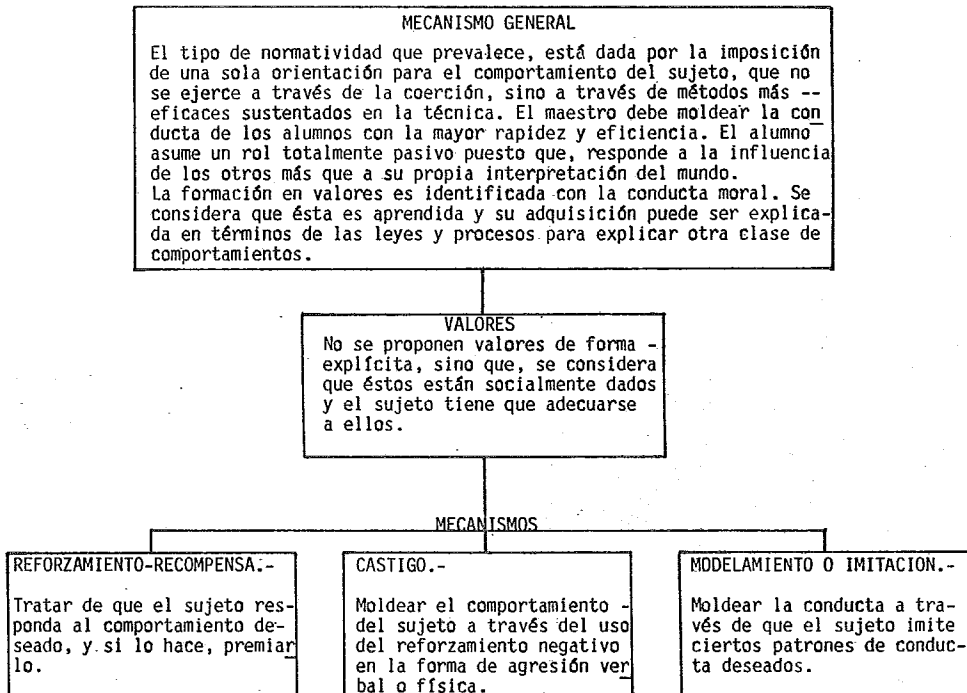 MECANISMO GENERAL
El tipo de normatividad que prevalece, está dada por la imposición
de una sola orientación para el comportamiento del sujeto, que no
se ejerce a través de la coerción, sino a través de métodos más --
eficaces sustentados en la técnica. El maestro debe moldear la con
ducta de los alumnos con la mayor rapidez y eficiencia. El alumno
asume un rol totalmente pasivo puesto que, responde a la influencia
de los otros más que a su propia interpretación del mundo.
La formación en valores es identificada con la conducta moral. Se
considera que ésta es aprendida y su adquisición puede ser explica-
da en términos de las leyes y procesos para explicar otra clase de
comportamientos.
VALORES
No se proponen valores de forma -
explícita, sino que, se considera
que éstos están socialmente dados
y el sujeto tiene que adecuarse
a ellos.
MECANISMOS
REFORZAMIENTO-RECOMPENSA.-
Tratar de que el sujeto res-
ponda al comportamiento de-
seado, y si lo hace, premiar
lo.
CASTIGO.-
Moldear el comportamiento -
del sujeto a través del uso
del reforzamiento negativo
en la forma de agresión ver
bal o física.
MODELAMIENTO O IMITACION.-
Moldear la conducta a tra-
vés de que el sujeto imite
ciertos patrones de conduc-
ta deseados.